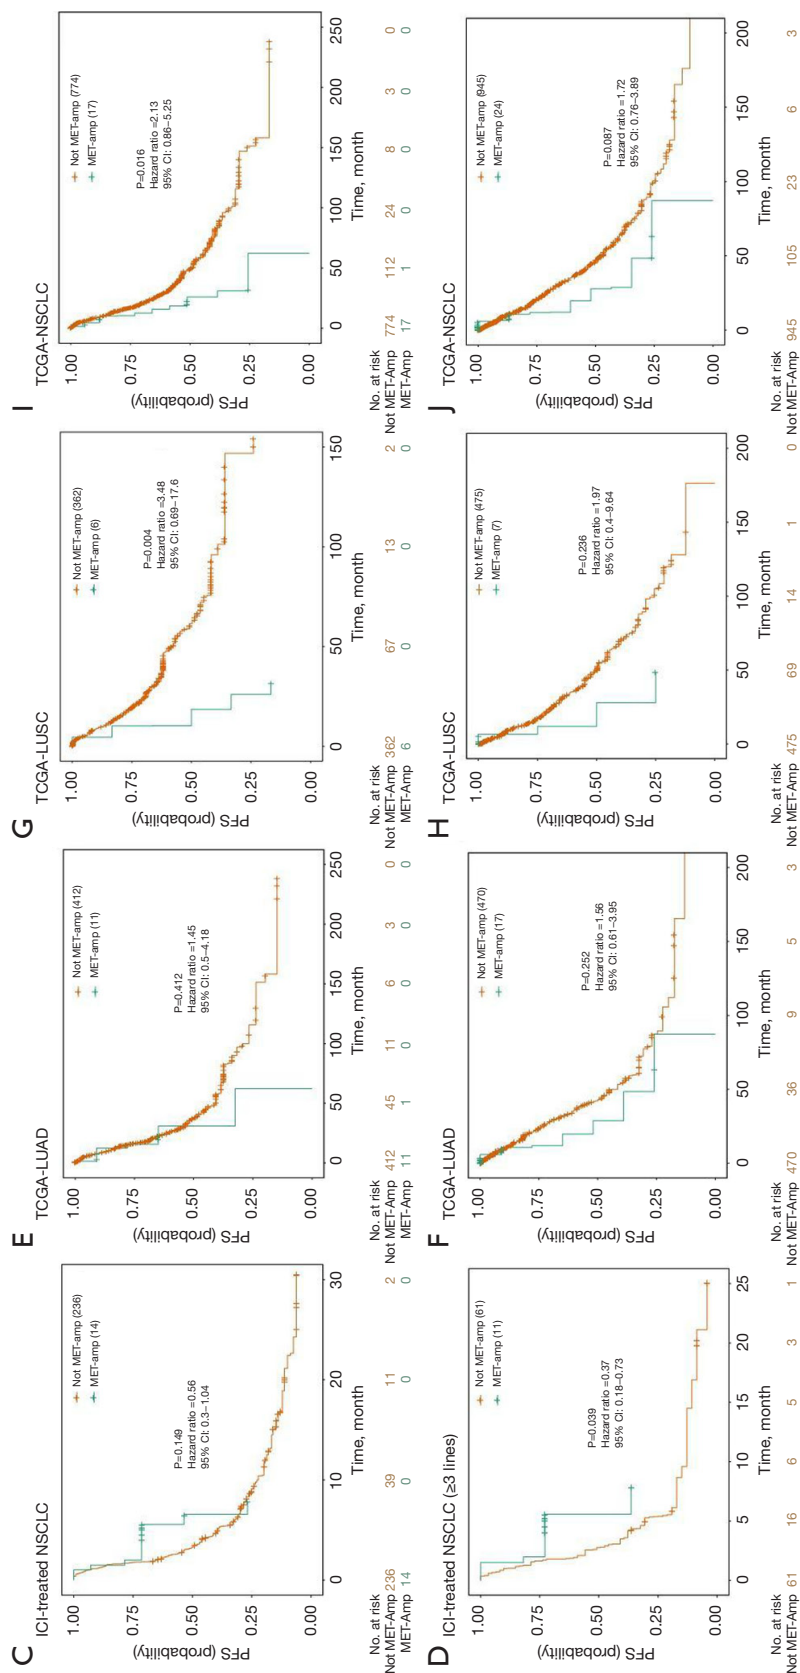 C
ICI-treated NSCLC
1.00
0.75
0.50
0.25
0.00
PFS (probability)
Not MET-amp (236)
MET-amp (14)
P=0.149
Hazard ratio =0.56
95% CI: 0.3–1.04
0 10 20 30
Time, month
No. at risk
Not MET-Amp 236 39 11 2
MET-Amp 14 0 0 0
E
TCGA-LUAD
1.00
0.75
0.50
0.25
0.00
PFS (probability)
Not MET-amp (412)
MET-amp (11)
P=0.412
Hazard ratio =1.45
95% CI: 0.5–4.18
0 50 100 150 200 250
Time, month
No. at risk
Not MET-Amp 412 45 11 6 3 0
MET-Amp 11 1 0 0 0 0
G
TCGA-LUSC
1.00
0.75
0.50
0.25
0.00
PFS (probability)
Not MET-amp (362)
MET-amp (6)
P=0.004
Hazard ratio =3.48
95% CI: 0.69–17.6
0 50 100 150
Time, month
No. at risk
Not MET-Amp 362 67 13 2
MET-Amp 6 0 0 0
I
TCGA-NSCLC
1.00
0.75
0.50
0.25
0.00
PFS (probability)
Not MET-amp (774)
MET-amp (17)
P=0.016
Hazard ratio =2.13
95% CI: 0.86–5.25
0 50 100 150 200 250
Time, month
No. at risk
Not MET-Amp 774 112 24 8 3 0
MET-Amp 17 1 0 0 0 0
D
ICI-treated NSCLC (≥3 lines)
1.00
0.75
0.50
0.25
0.00
PFS (probability)
Not MET-amp (61)
MET-amp (11)
P=0.039
Hazard ratio =0.37
95% CI: 0.18–0.73
0 5 10 15 20 25
Time, month
No. at risk
Not MET-Amp 61 16 6 5 3 1
F
TCGA-LUAD
1.00
0.75
0.50
0.25
0.00
PFS (probability)
Not MET-amp (470)
MET-amp (17)
P=0.252
Hazard ratio =1.56
95% CI: 0.61–3.95
0 50 100 150 200
Time, month
No. at risk
Not MET-Amp 470 36 9 5 3
H
TCGA-LUSC
1.00
0.75
0.50
0.25
0.00
PFS (probability)
Not MET-amp (475)
MET-amp (7)
P=0.236
Hazard ratio =1.97
95% CI: 0.4–9.64
0 50 100 150 200
Time, month
No. at risk
Not MET-Amp 475 69 14 1 0
J
TCGA-NSCLC
1.00
0.75
0.50
0.25
0.00
PFS (probability)
Not MET-amp (945)
MET-amp (24)
P=0.087
Hazard ratio =1.72
95% CI: 0.76–3.89
0 50 100 150 200
Time, month
No. at risk
Not MET-Amp 945 105 23 6 3